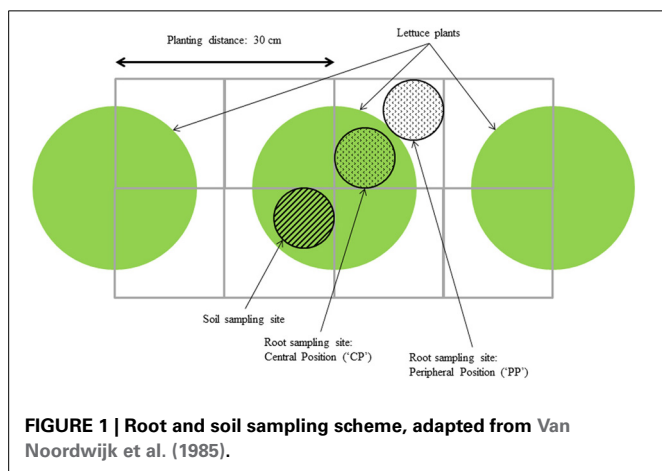 Planting distance: 30 cm
Lettuce plants
Soil sampling site
Root sampling site:
Central Position ('CP')
Root sampling site:
Peripheral Position ('PP')
FIGURE 1 | Root and soil sampling scheme, adapted from Van
Noordwijk et al. (1985).